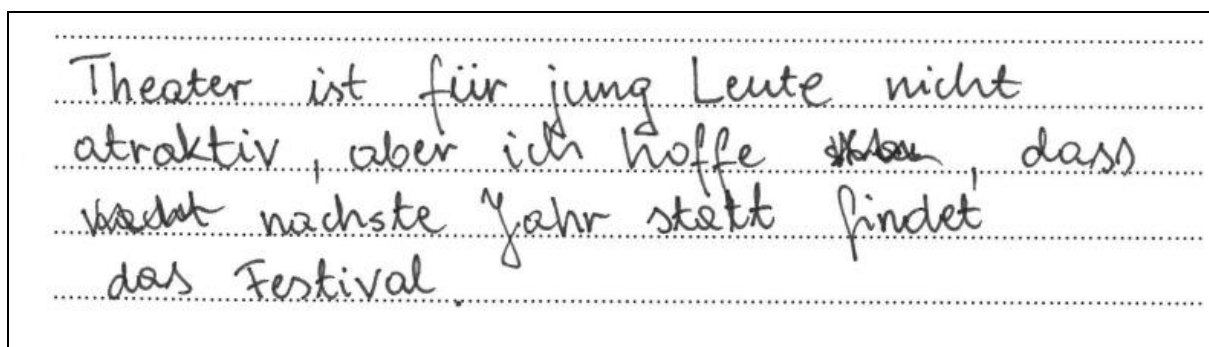 Theater ist für jung Leute nicht
atraktiv, aber ich hoffe , dass
nachste Jahr statt findet
das Festival.